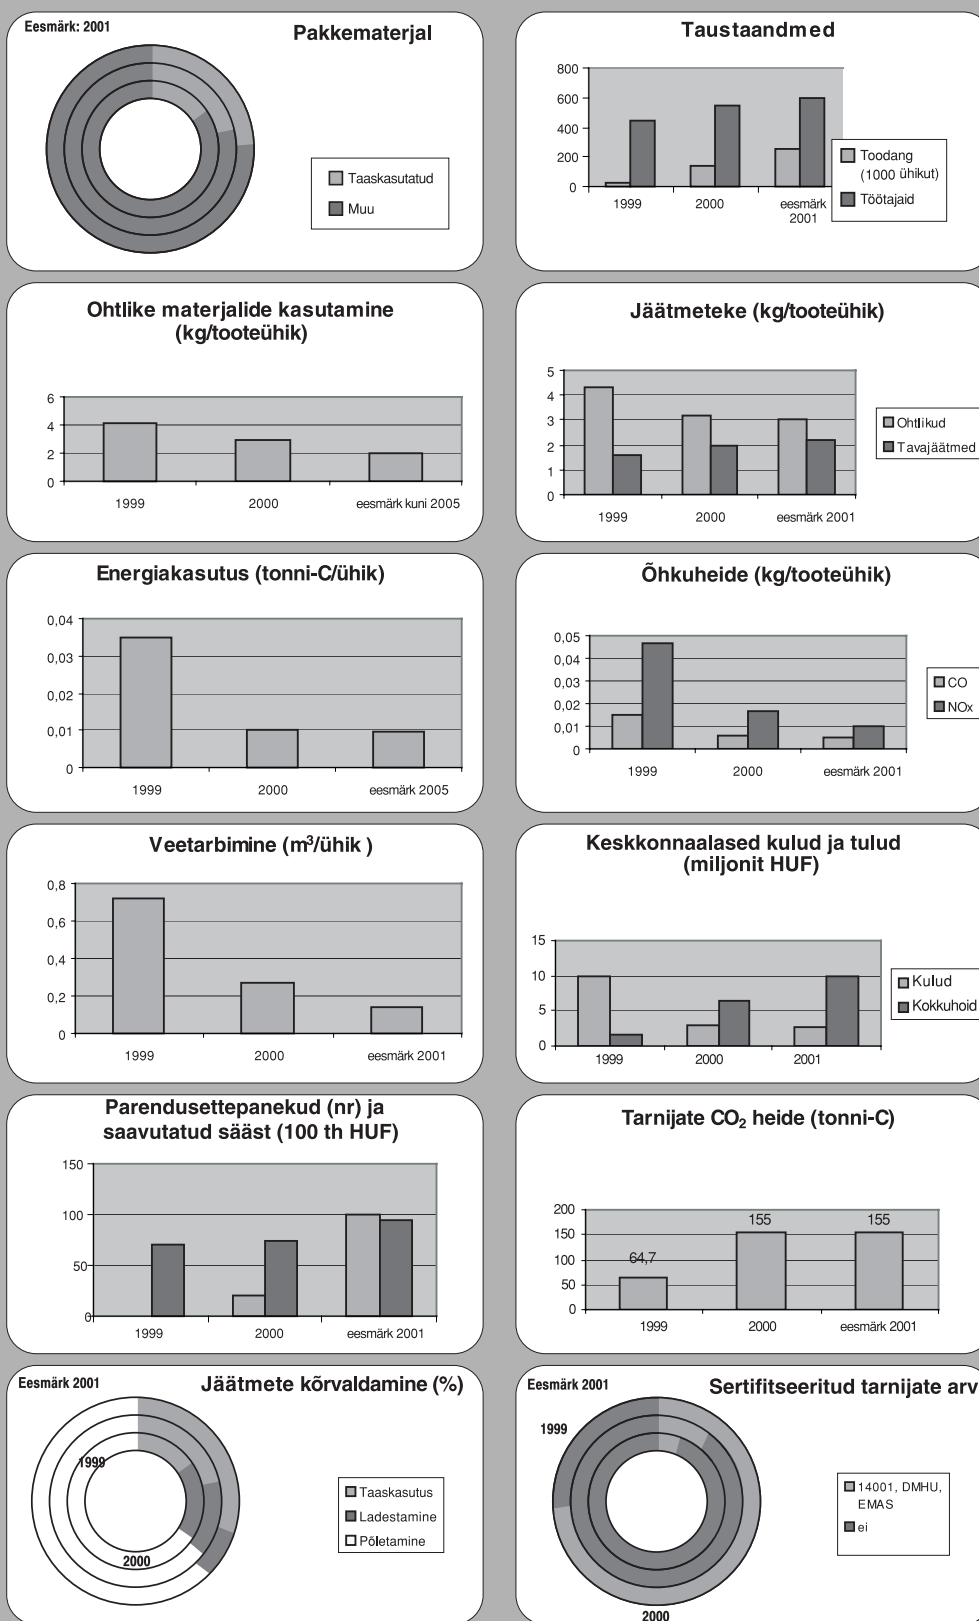 Eesmärk: 2001
Pakkematerjal
Taaskasutatud
Muu
Taustaandmed
800
600
400
200
0
1999
2000
eesmärk
2001
Toodang
(1000 ühikut)
Töötajaid
Ohtlike materjalide kasutamine
(kg/tooteühik)
6
4
2
0
1999
2000
eesmärk kuni 2005
Jäätmeteke (kg/tooteühik)
5
4
3
2
1
0
1999
2000
eesmärk 2001
Ohtlikud
Tavajäätmed
Energiakasutus (tonni-C/ühik)
0,04
0,03
0,02
0,01
0
1999
2000
eesmärk 2005
Õhkuheide (kg/tooteühik)
0,05
0,04
0,03
0,02
0,01
0
1999
2000
eesmärk 2001
CO
NOx
Veetarbimine (m³/ühik )
0,8
0,6
0,4
0,2
0
1999
2000
eesmärk 2001
Keskkonnaalased kulud ja tulud
(miljonit HUF)
15
10
5
0
1999
2000
2001
Kulud
Kokkuhoid
Parendusettepanekud (nr) ja
saavutatud sääst (100 th HUF)
150
100
50
0
1999
2000
eesmärk 2001
Tarnijate CO₂ heide (tonni-C)
200
150
100
50
0
64,7
155
155
1999
2000
eesmärk 2001
Eesmärk 2001
Jäätmete kõrvaldamine (%)
1999
2000
Taaskasutus
Ladestamine
Põletamine
Eesmärk 2001
Sertifitseeritud tarnijate arv
1999
2000
14001, DMHU,
EMAS
ei